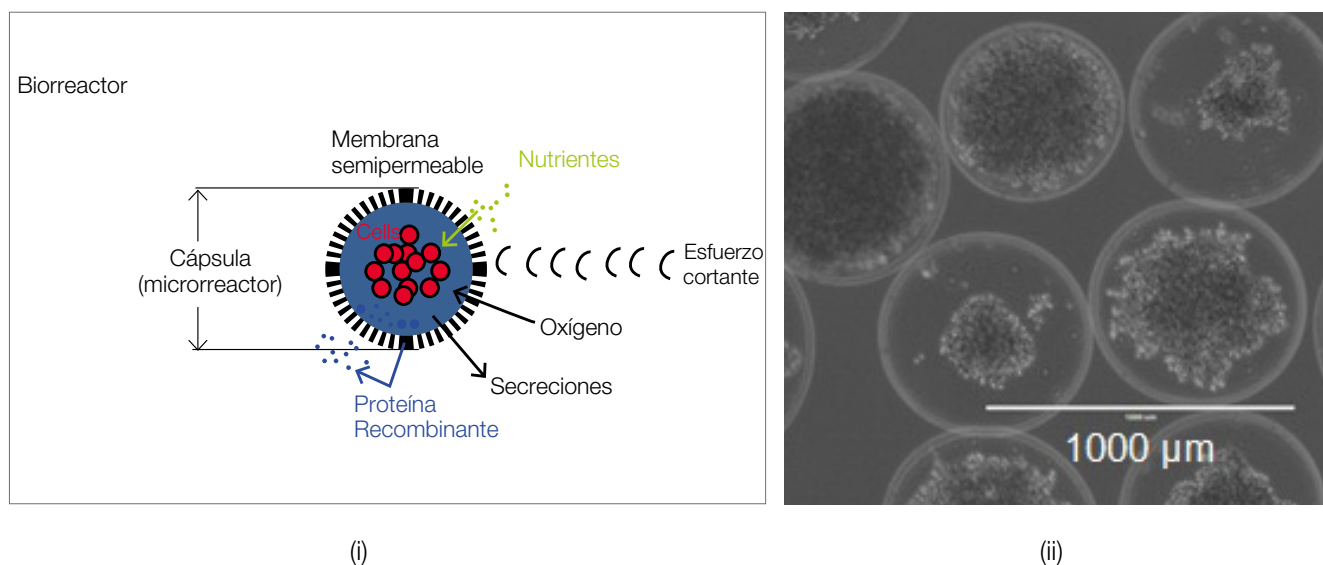 Biorreactor
Membrana
semipermeable
Nutrientes
Cells
Cápsula
(microrreactor)
Esfuerzo
cortante
Oxígeno
Secreciones
Proteína
Recombinante
1000 µm
(i)
(ii)